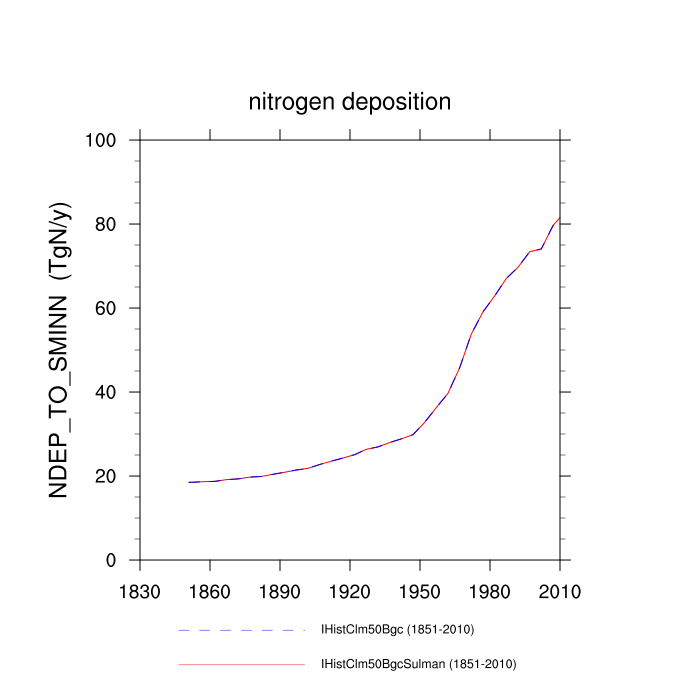 nitrogen deposition
NDEP_TO_SMINN (TgN/y)
100
80
60
40
20
0
1830 1860 1890 1920 1950 1980 2010
IHistClm50Bgc (1851-2010)
IHistClm50BgcSulman (1851-2010)